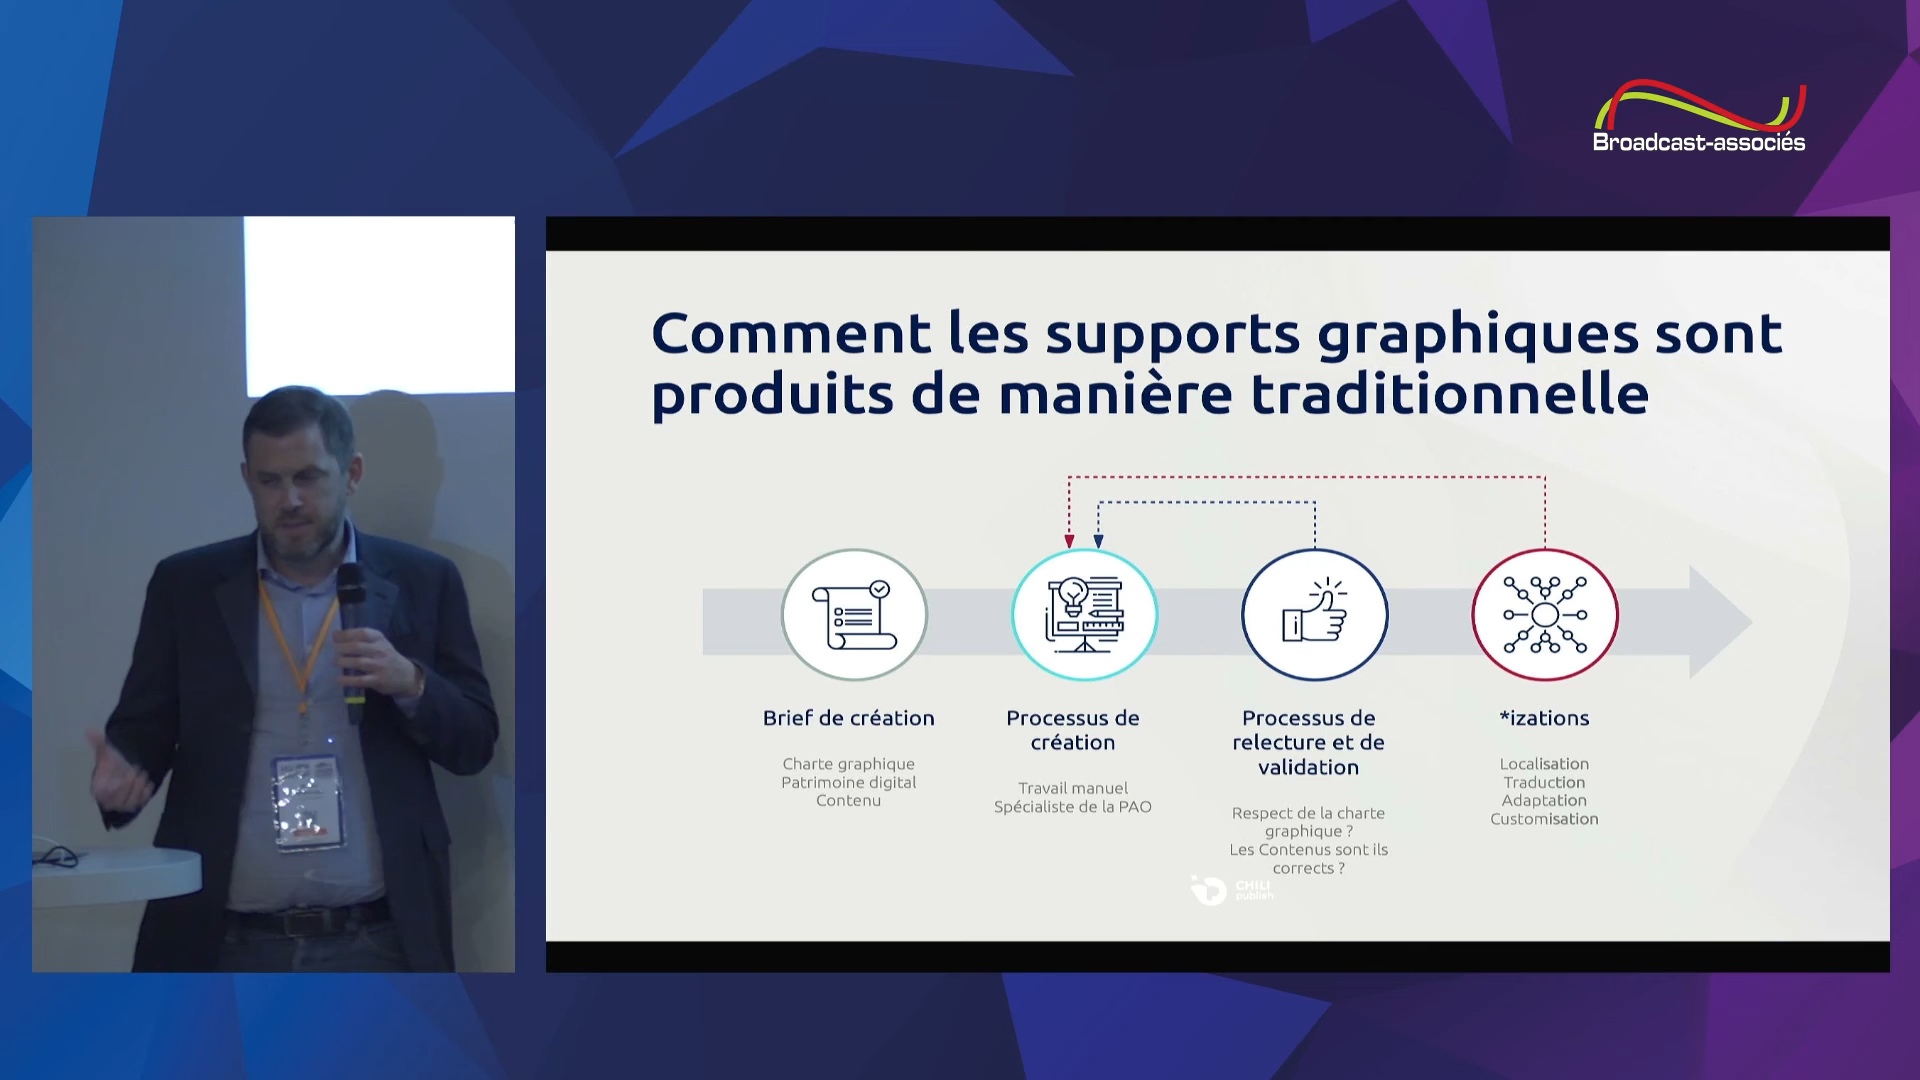 Broadcast-associés
Comment les supports graphiques sont
produits de manière traditionnelle
Brief de création
Charte graphique
Patrimoine digital
Contenu
Processus de
création
Travail manuel
Spécialiste de la PAO
Processus de
relecture et de
validation
Respect de la charte
graphique ?
Les Contenus sont ils
corrects ?
*izations
Localisation
Traduction
Adaptation
Customisation
CHILI
publish